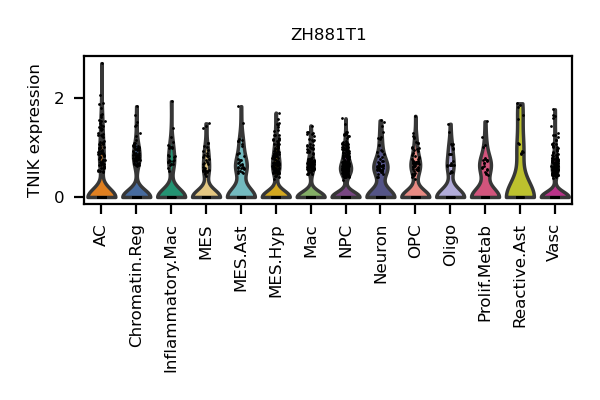 ZH881T1
TNIK expression
2
0
AC
Chromatin.Reg
Inflammatory.Mac
MES
MES.Ast
MES.Hyp
Mac
NPC
Neuron
OPC
Oligo
Prolif.Metab
Reactive.Ast
Vasc